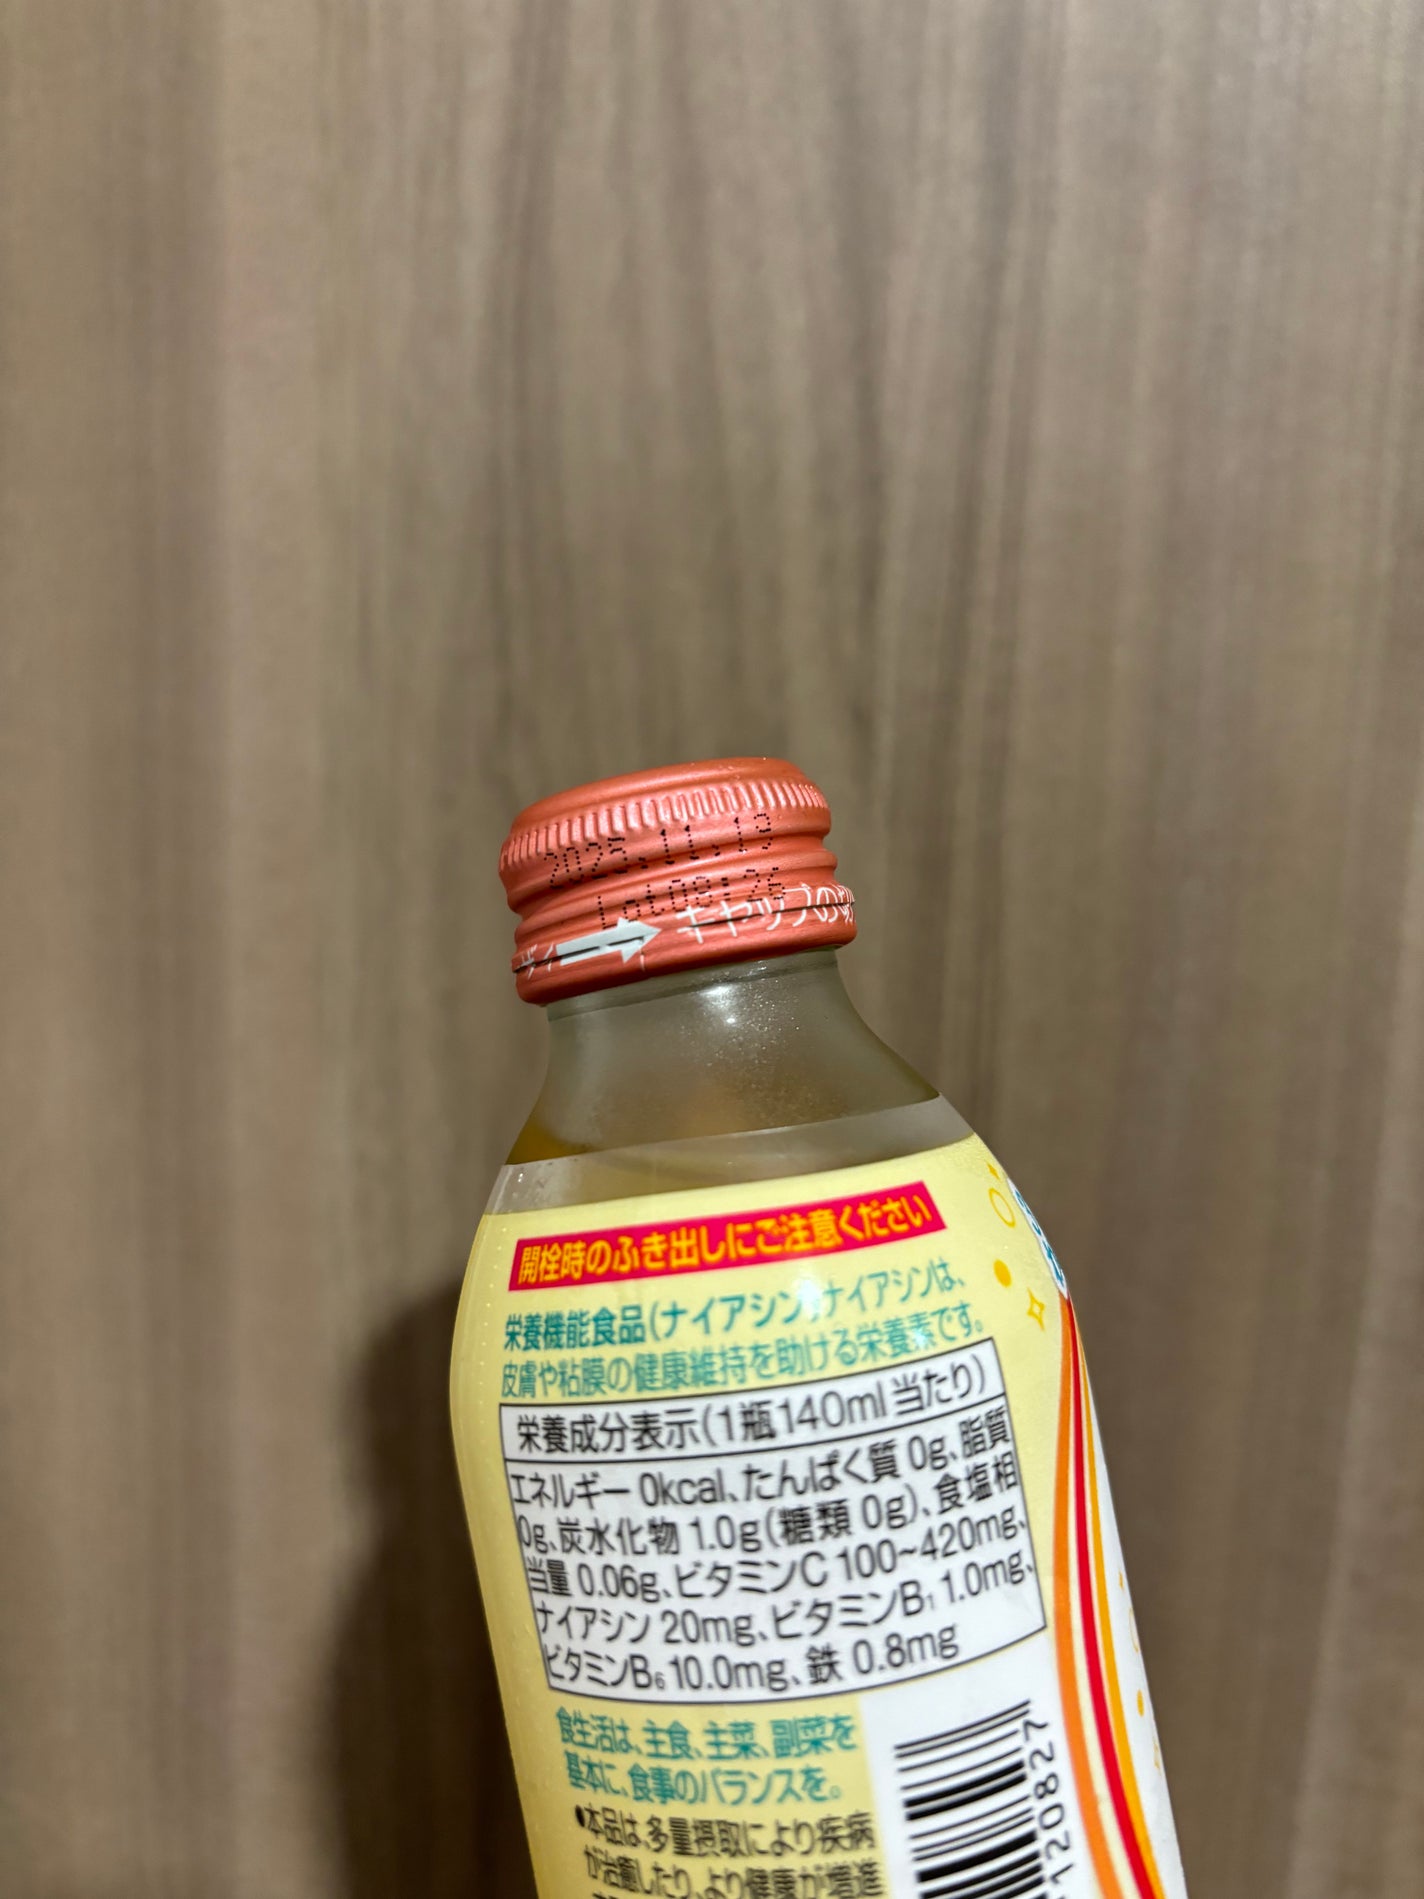 2025.11.13
Lot08:26
キャップの
開栓時のふき出しにご注意ください
栄養機能食品(ナイアシン)ナイアシンは、
皮膚や粘膜の健康維持を助ける栄養素です。
栄養成分表示(1瓶140ml当たり)
エネルギー 0kcal、たんぱく質 0g、脂質
0g、炭水化物 1.0g(糖類 0g)、食塩相
当量 0.06g、ビタミンC 100~420mg、
ナイアシン 20mg、ビタミンB₁ 1.0mg、
ビタミンB₆ 10.0mg、鉄 0.8mg
食生活は、主食、主菜、副菜を
基本に、食事のバランスを。
●本品は、多量摂取により疾病
が治癒したり、より健康が増進
120827